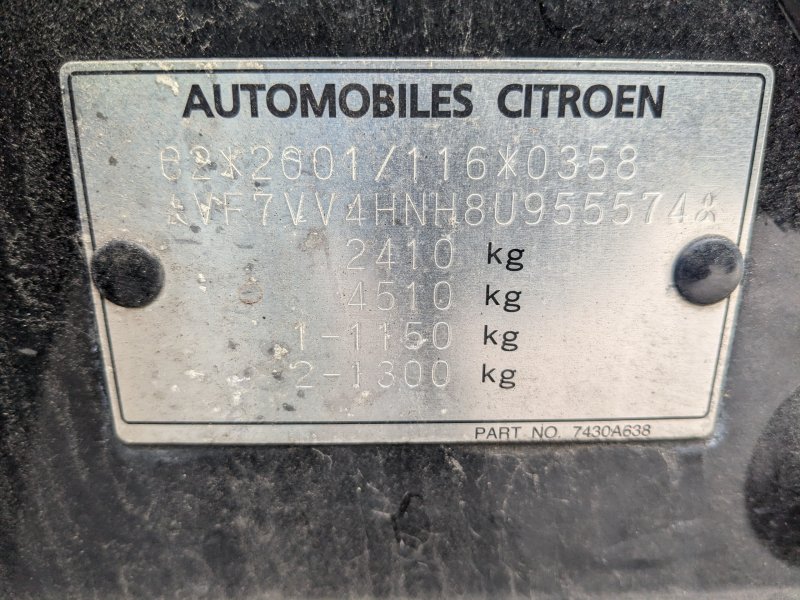 AUTOMOBILES CITROEN
e2*2001/116*0358
*VF7VV4HNH8U955574*
2410 kg
4510 kg
1-1150 kg
2-1300 kg
PART NO. 7430A638